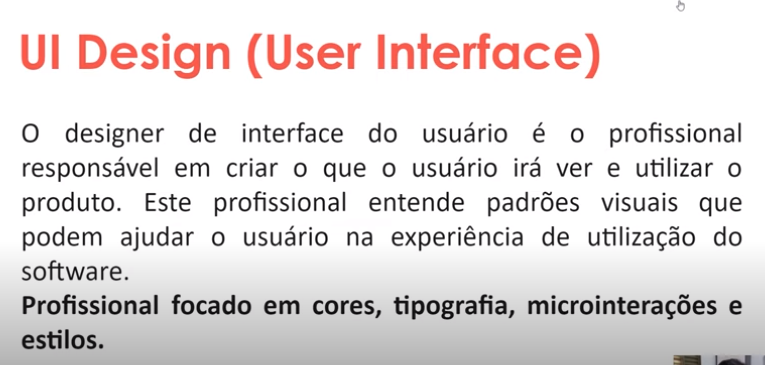 UI Design (User Interface)
O designer de interface do usuário é o profissional
responsável em criar o que o usuário irá ver e utilizar o
produto. Este profissional entende padrões visuais que
podem ajudar o usuário na experiência de utilização do
software.
Profissional focado em cores, tipografia, microinterações e
estilos.